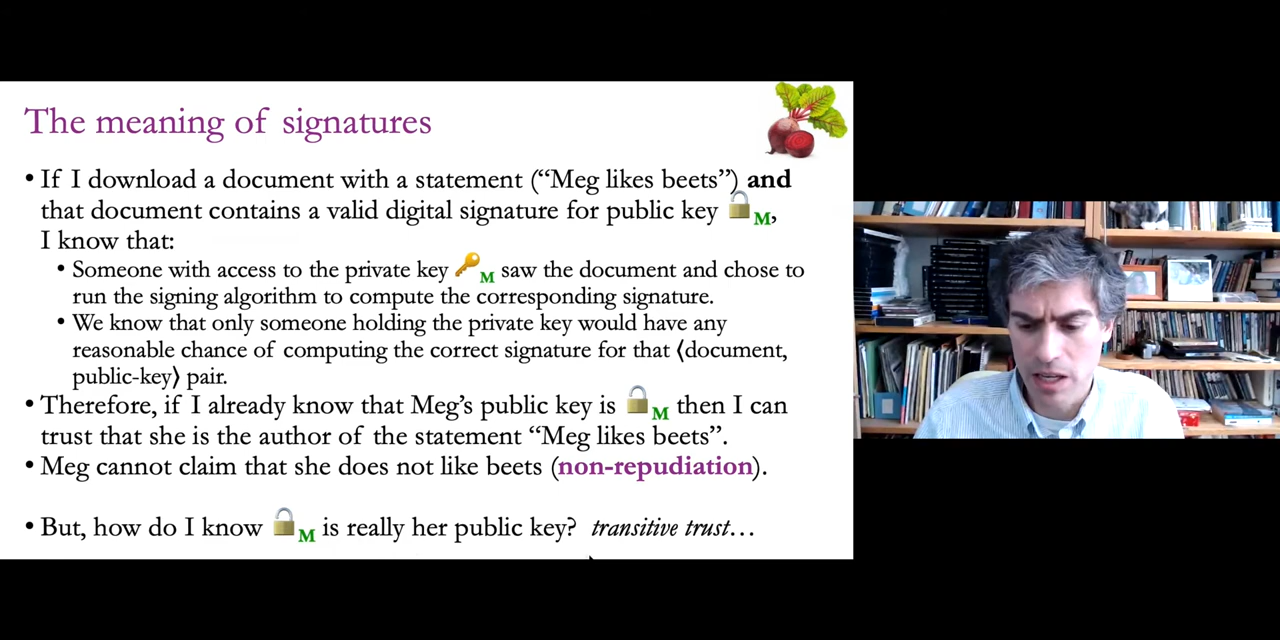 The meaning of signatures
• If I download a document with a statement (“Meg likes beets”) and
that document contains a valid digital signature for public key M,
I know that:
• Someone with access to the private key M saw the document and chose to
run the signing algorithm to compute the corresponding signature.
• We know that only someone holding the private key would have any
reasonable chance of computing the correct signature for that ⟨document,
public-key⟩ pair.
• Therefore, if I already know that Meg’s public key is M then I can
trust that she is the author of the statement “Meg likes beets”.
• Meg cannot claim that she does not like beets (non-repudiation).
• But, how do I know M is really her public key? transitive trust…